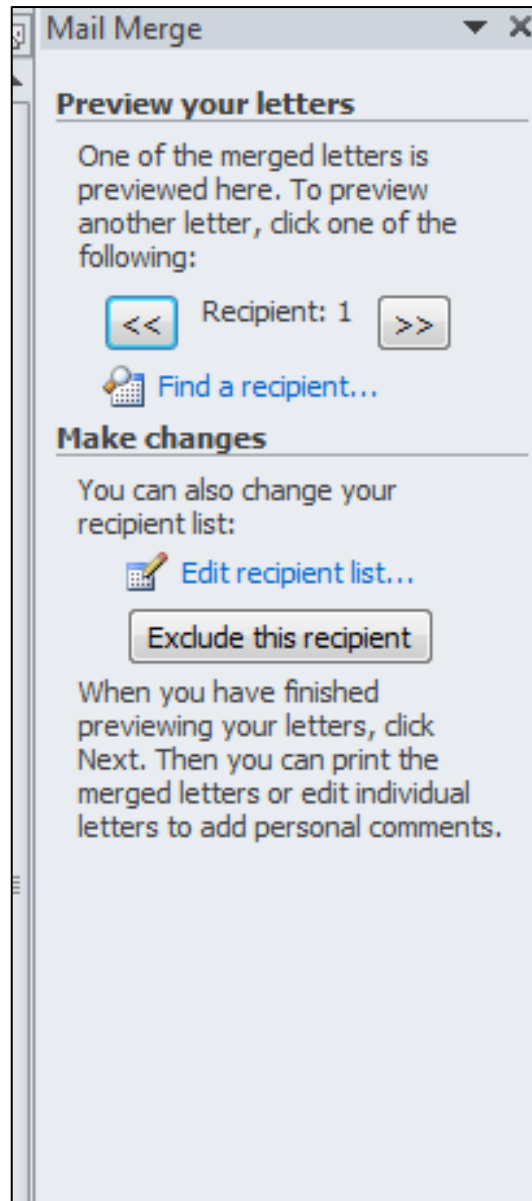 Mail Merge
Preview your letters
One of the merged letters is
previewed here. To preview
another letter, click one of the
following:
<< Recipient: 1 >>
Find a recipient...
Make changes
You can also change your
recipient list:
Edit recipient list...
Exclude this recipient
When you have finished
previewing your letters, click
Next. Then you can print the
merged letters or edit individual
letters to add personal comments.